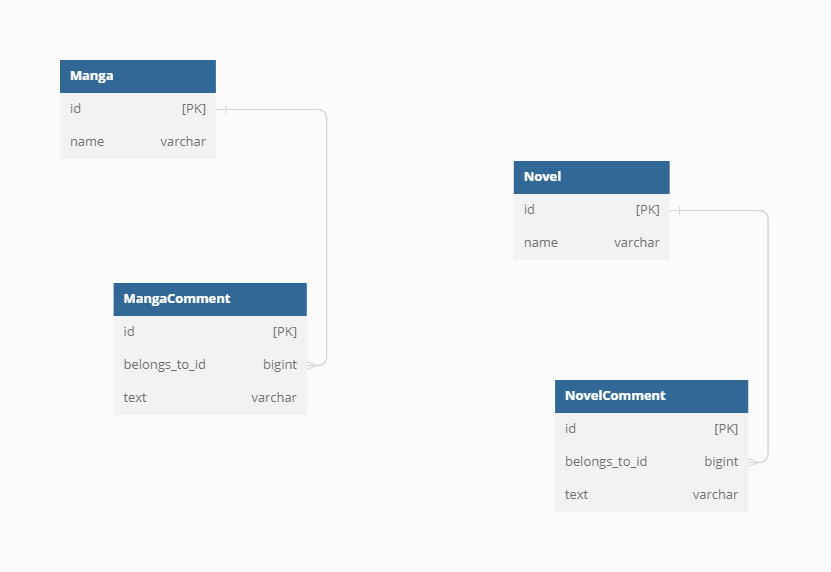 Manga
id [PK]
name varchar
Novel
id [PK]
name varchar
MangaComment
id [PK]
belongs_to_id bigint
text varchar
NovelComment
id [PK]
belongs_to_id bigint
text varchar